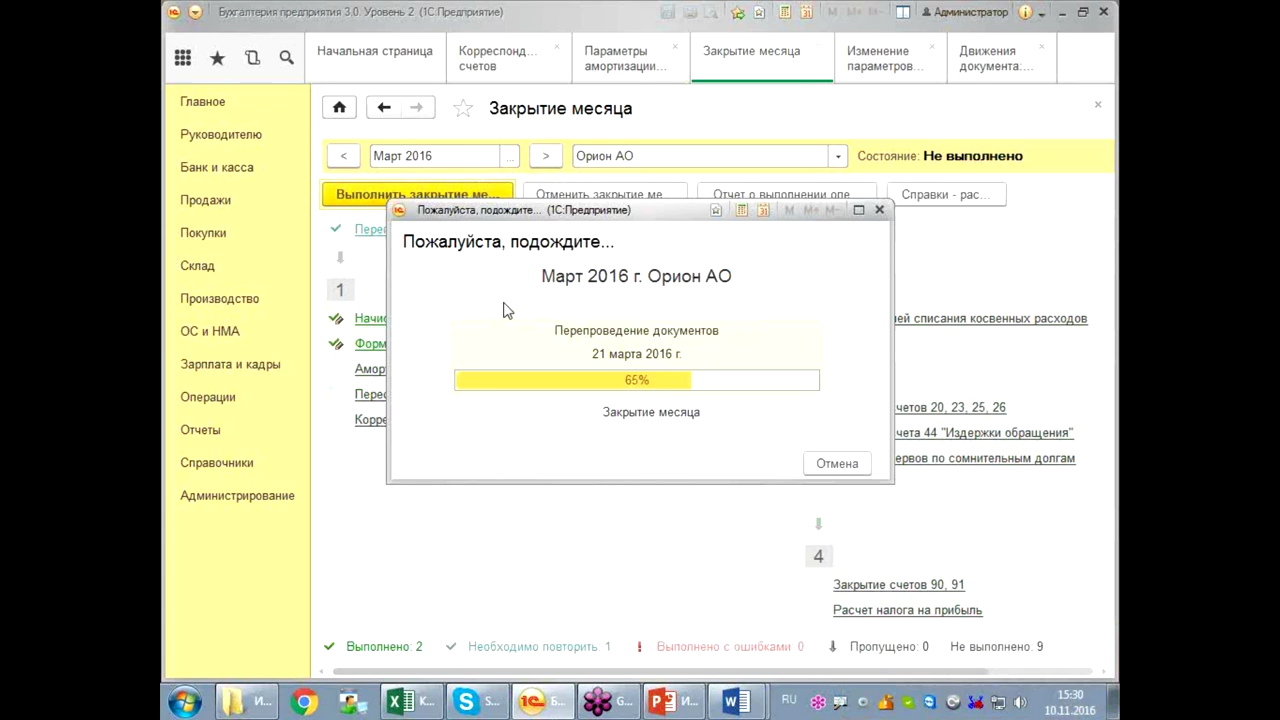 Бухгалтерия предприятия 3.0. Уровень 2. (1С:Предприятие)
M M+ M-
Администратор
Начальная страница
Корреспонд...
счетов
Параметры
амортизации...
Закрытие месяца
Изменение
параметров...
Движения
документа:...
Главное
Руководителю
Банк и касса
Продажи
Покупки
Склад
Производство
ОС и НМА
Зарплата и кадры
Операции
Отчеты
Справочники
Администрирование
Закрытие месяца
< Март 2016 ... > Орион АО Состояние: Не выполнено
Выполнить закрытие ме... Отменить закрытие ме Отчет о выполнении опе Справки - рас...
Пожалуйста, подождите... (1С:Предприятие) M M+ M-
Пожалуйста, подождите...
Март 2016 г. Орион АО
Перепроведение документов
21 марта 2016 г.
65%
Закрытие месяца
Отмена
Перей
1
Начис
Форм
Амор
Перес
Корре
ей списания косвенных расходов
четов 20, 23, 25, 26
чета 44 "Издержки обращения"
ервов по сомнительным долгам
4
Закрытие счетов 90, 91
Расчет налога на прибыль
Выполнено: 2 Необходимо повторить: 1 Выполнено с ошибками: 0 Пропущено: 0 Не выполнено: 9
И... K... S... Б... G... И...
RU
15:30
10.11.2016